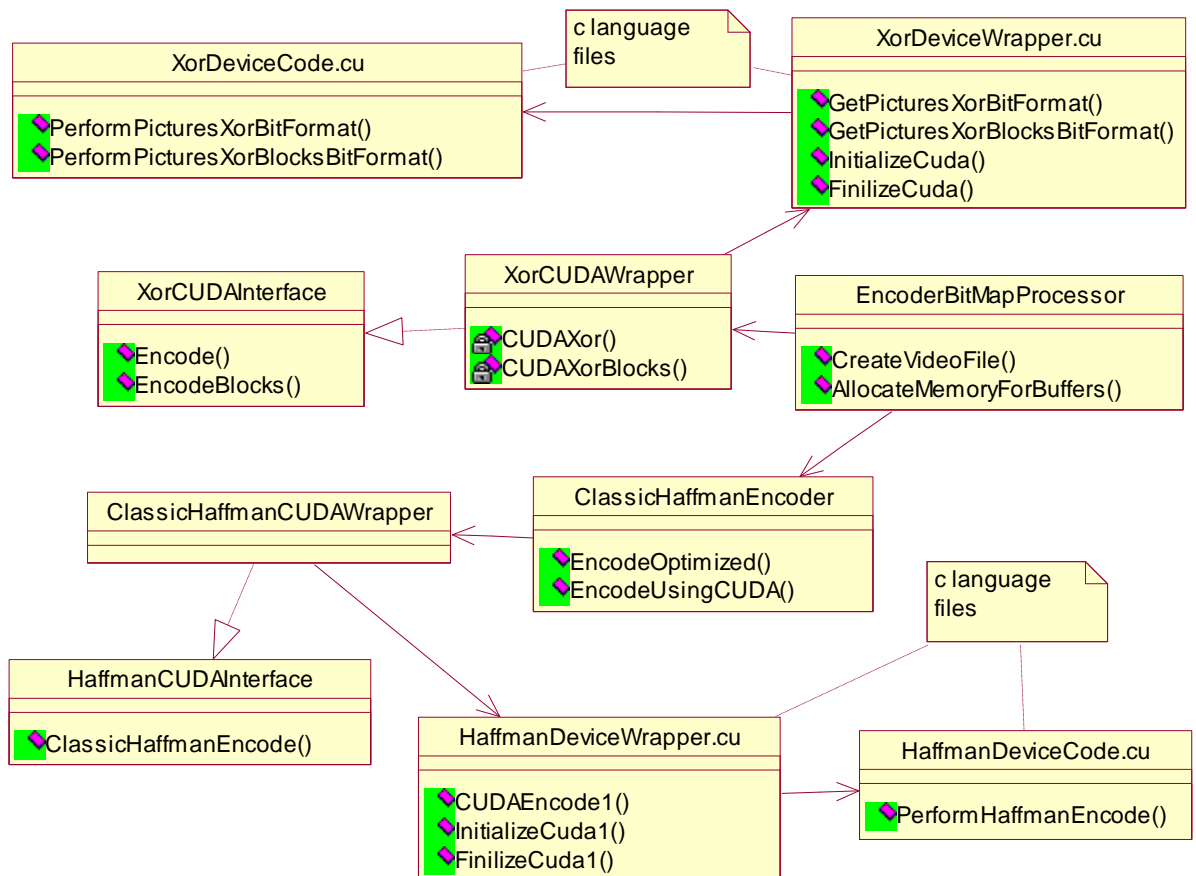 c language
files
XorDeviceCode.cu
PerformPicturesXorBitFormat()
PerformPicturesXorBlocksBitFormat()
XorDeviceWrapper.cu
GetPicturesXorBitFormat()
GetPicturesXorBlocksBitFormat()
InitializeCuda()
FinilizeCuda()
XorCUDAInterface
Encode()
EncodeBlocks()
XorCUDAWrapper
CUDAXor()
CUDAXorBlocks()
EncoderBitMapProcessor
CreateVideoFile()
AllocateMemoryForBuffers()
ClassicHaffmanCUDAWrapper
ClassicHaffmanEncoder
EncodeOptimized()
EncodeUsingCUDA()
c language
files
HaffmanCUDAInterface
ClassicHaffmanEncode()
HaffmanDeviceWrapper.cu
CUDAEncode1()
InitializeCuda1()
FinilizeCuda1()
HaffmanDeviceCode.cu
PerformHaffmanEncode()